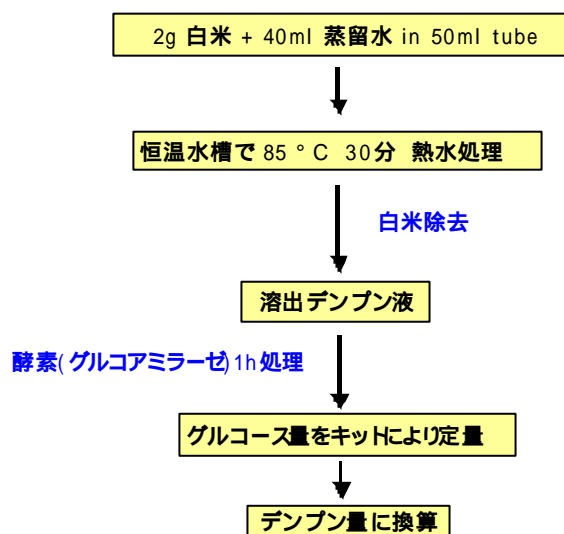 2g 白米 + 40ml 蒸留水 in 50ml tube
恒温水槽で 85 ° C 30分 熱水処理
白米除去
溶出デンプン液
酵素(グルコアミラーゼ)1h処理
グルコース量をキットにより定量
デンプン量に換算